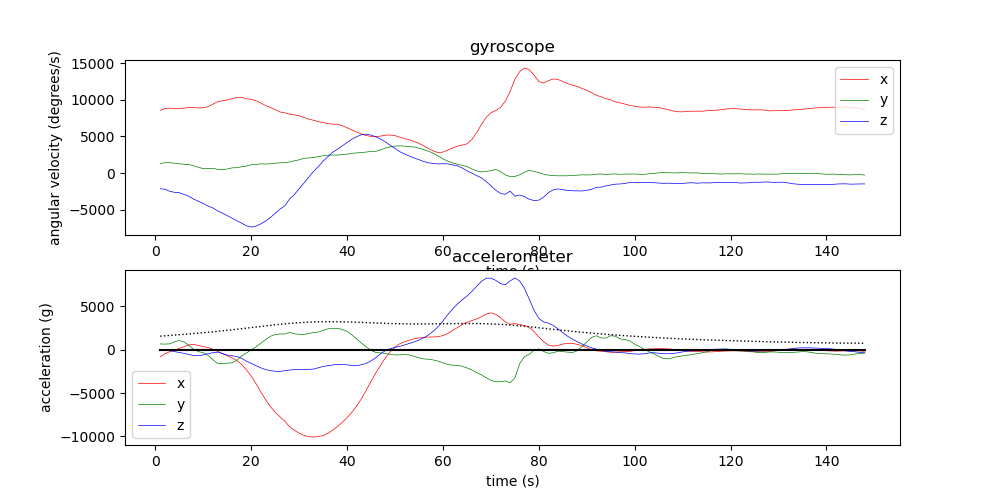 gyroscope
angular velocity (degrees/s)
15000
10000
5000
0
−5000
x
y
z
0 20 40 60 80 100 120 140
time (s)
accelerometer
acceleration (g)
5000
0
−5000
−10000
x
y
z
0 20 40 60 80 100 120 140
time (s)